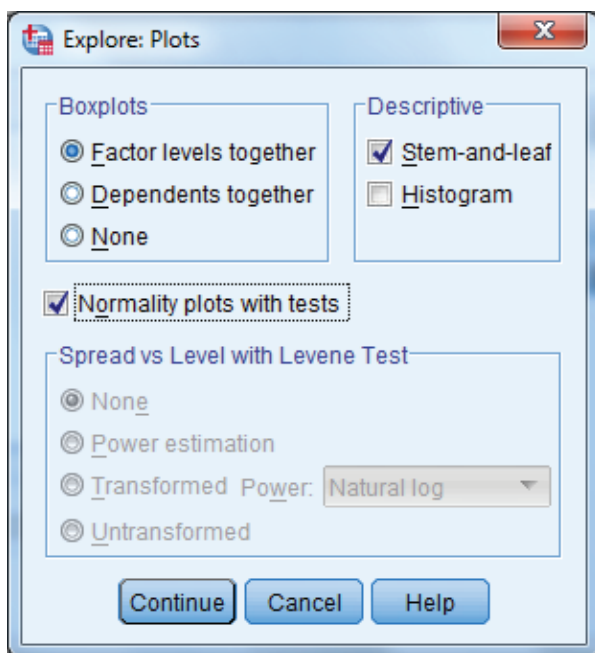 Explore: Plots
Boxplots
Factor levels together
Dependents together
None
Descriptive
Stem-and-leaf
Histogram
Normality plots with tests
Spread vs Level with Levene Test
None
Power estimation
Transformed Power: Natural log
Untransformed
Continue Cancel Help